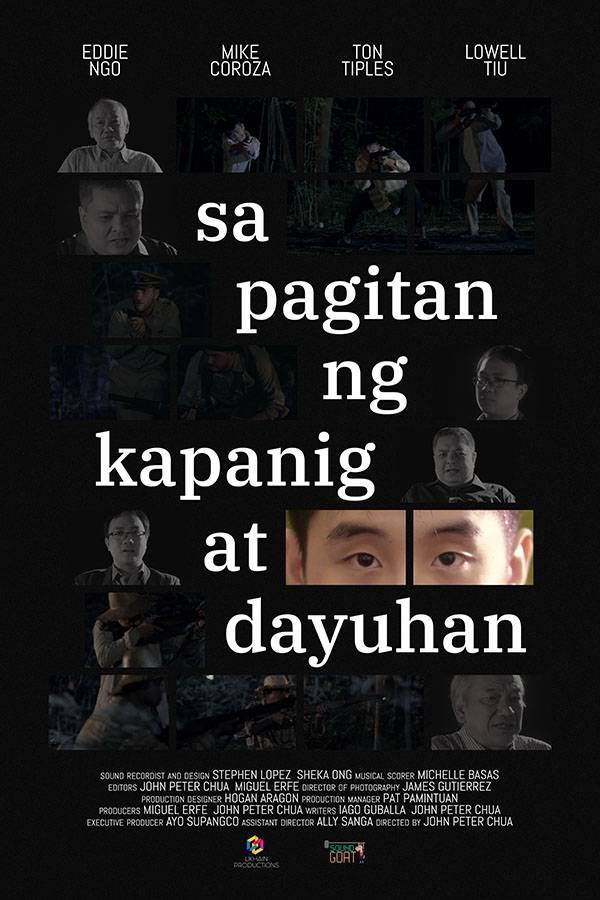 EDDIE NGO
MIKE COROZA
TON TIPLES
LOWELL TIU
sa
pagitan
ng
kapanig
at
dayuhan
SOUND RECORDIST AND DESIGN STEPHEN LOPEZ SHEKA ONG MUSICAL SCORER MICHELLE BASAS
EDITORS JOHN PETER CHUA MIGUEL ERFE DIRECTOR OF PHOTOGRAPHY JAMES GUTIERREZ
PRODUCTION DESIGNER HOGAN ARAGON PRODUCTION MANAGER PAT PAMINTUAN
PRODUCERS MIGUEL ERFE JOHN PETER CHUA WRITERS IAGO GUBALLA JOHN PETER CHUA
EXECUTIVE PRODUCER AYO SUPANGCO ASSISTANT DIRECTOR ALLY SANGA DIRECTED BY JOHN PETER CHUA
LIKHAIN
PRODUCTIONS
SOUND
GOAT